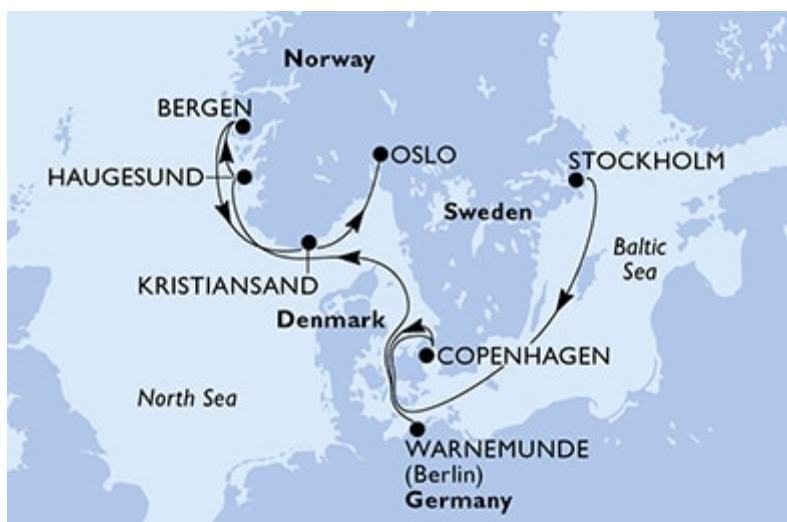 Norway
BERGEN
OSLO
STOCKHOLM
HAUGESUND
Sweden
Baltic
Sea
KRISTIANSAND
Denmark
COPENHAGEN
North Sea
WARNEMUNDE
(Berlin)
Germany